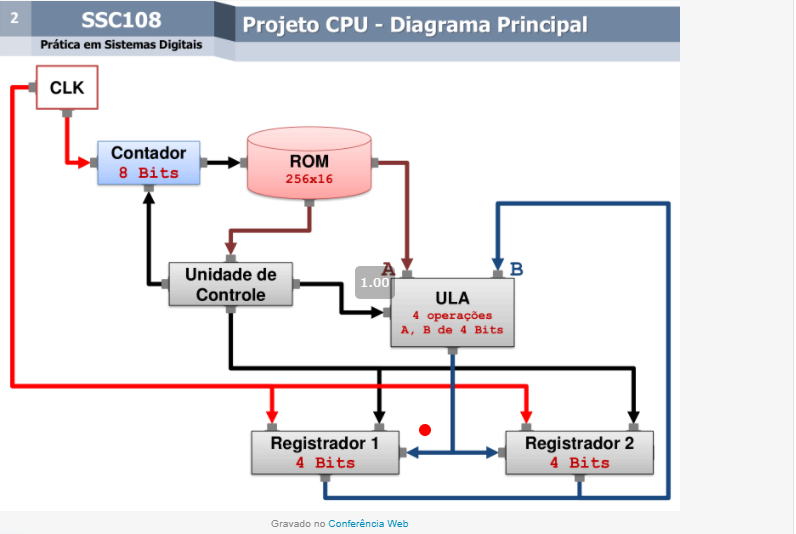 2
SSC108
Prática em Sistemas Digitais
Projeto CPU - Diagrama Principal
CLK
Contador
8 Bits
ROM
256x16
A
B
Unidade de
Controle
1.00
ULA
4 operações
A, B de 4 Bits
Registrador 1
4 Bits
Registrador 2
4 Bits
Gravado no Conferência Web